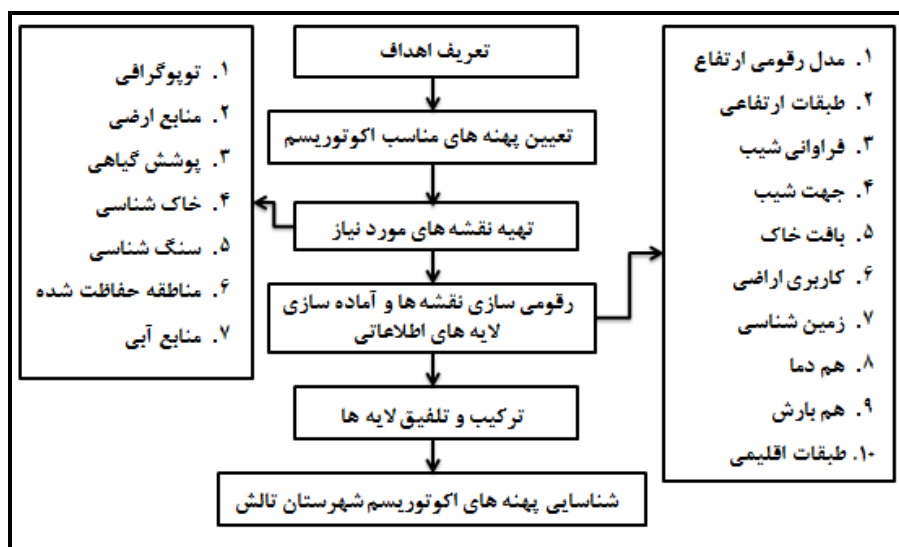 تعریف اهداف
تعیین پهنه های مناسب اکوتوریسم
تهیه نقشه های مورد نیاز
رقومی سازی نقشه ها و آماده سازی
لایه های اطلاعاتی
ترکیب و تلفیق لایه ها
شناسایی پهنه های اکوتوریسم شهرستان تالش
۱. مدل رقومی ارتفاع
۲. طبقات ارتفاعی
۳. فراوانی شیب
۴. جهت شیب
۵. بافت خاک
۶. کاربری اراضی
۷. زمین شناسی
۸. هم دما
۹. هم بارش
۱۰. طبقات اقلیمی
۱. توپوگرافی
۲. منابع ارضی
۳. پوشش گیاهی
۴. خاک شناسی
۵. سنگ شناسی
۶. مناطقه حفاظت شده
۷. منابع آبی